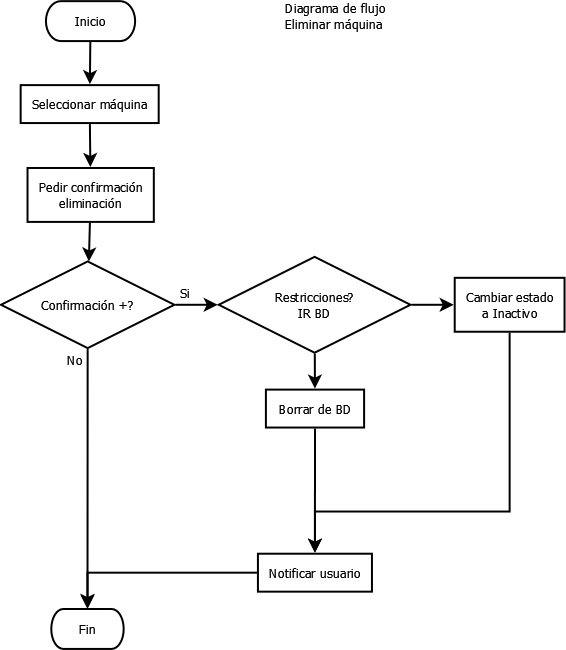 Diagrama de flujo
Eliminar máquina
Inicio
Seleccionar máquina
Pedir confirmación
eliminación
Confirmación +?
Si
No
Restricciones?
IR BD
Cambiar estado
a Inactivo
Borrar de BD
Notificar usuario
Fin